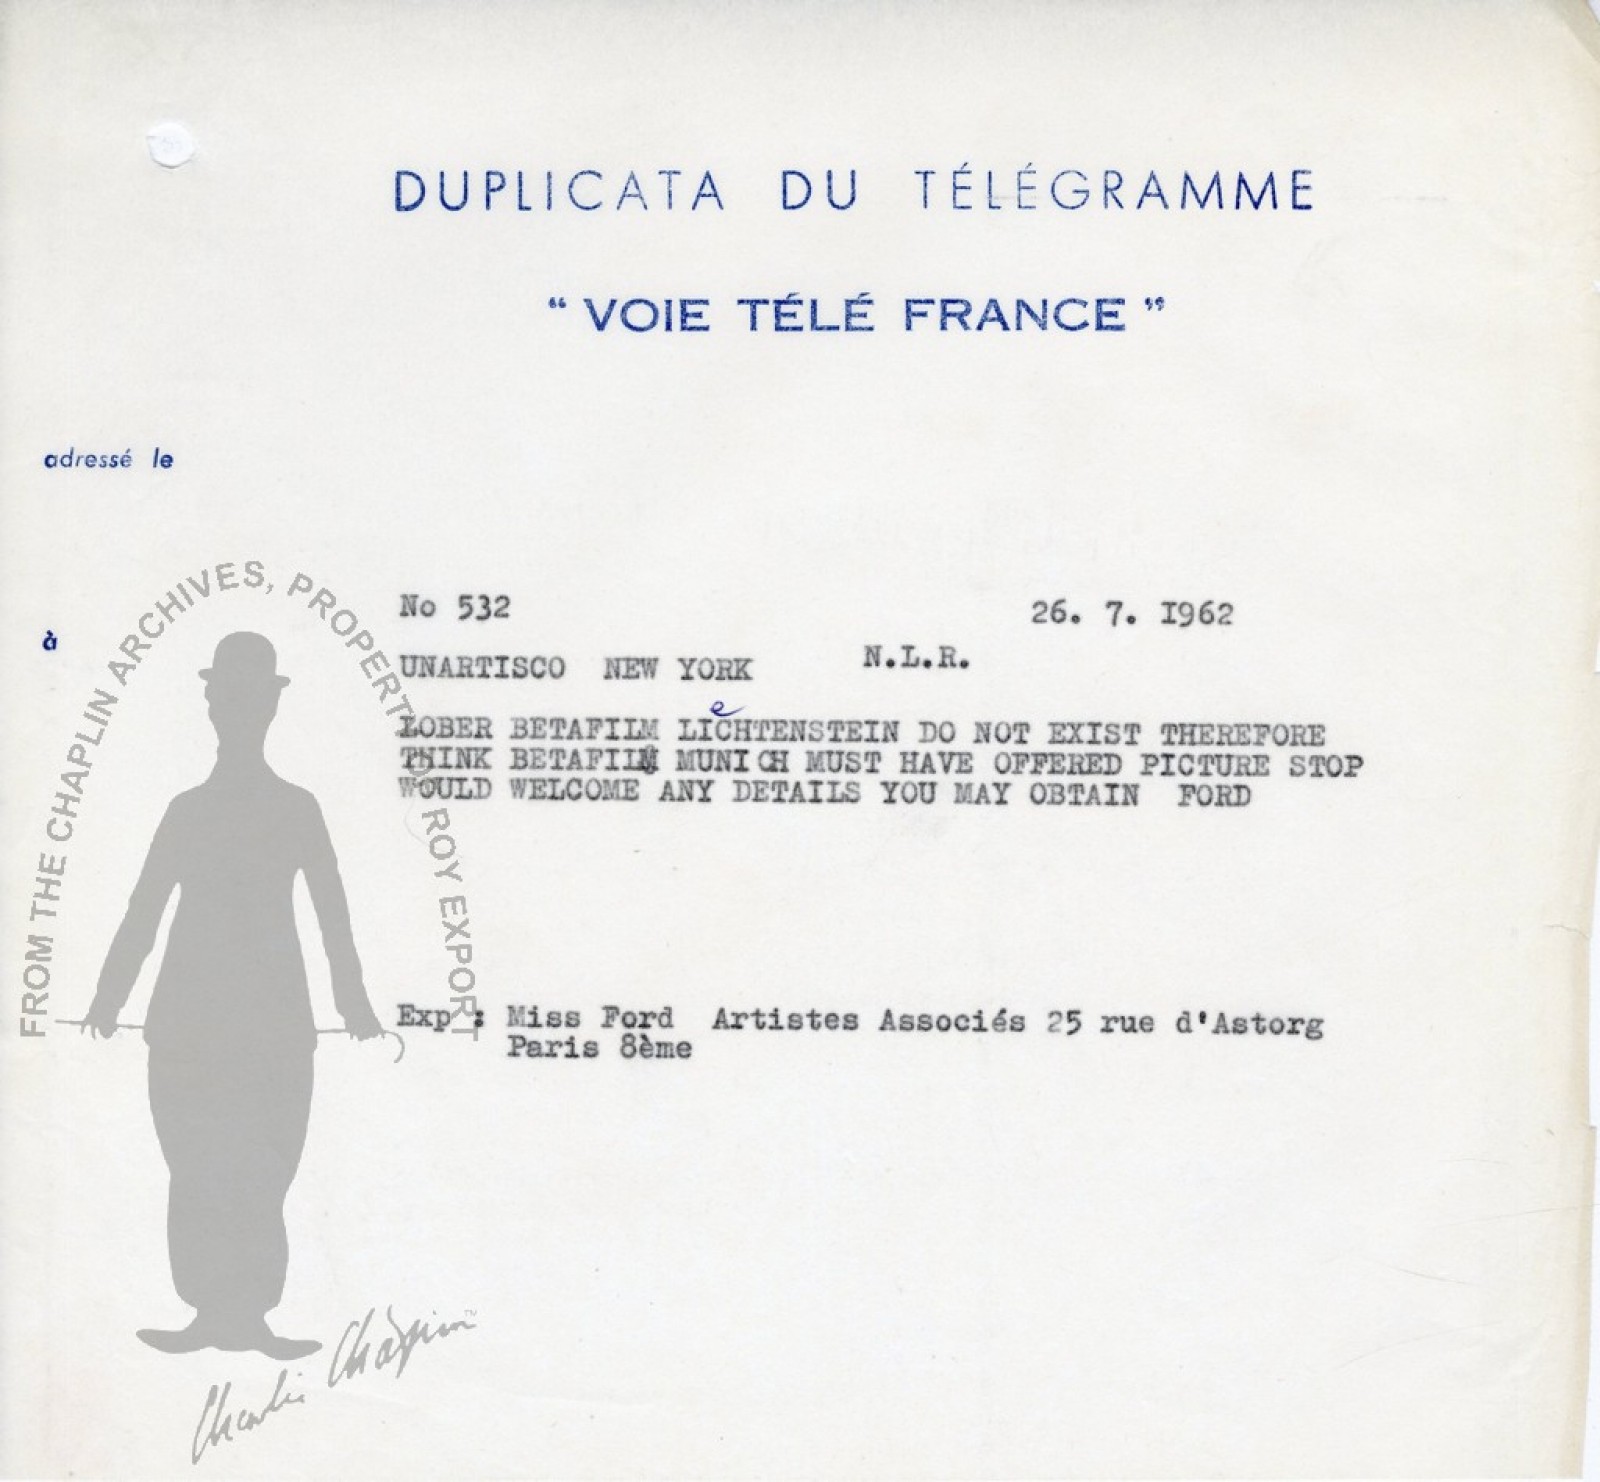 DUPLICATA DU TÉLÉGRAMME
“ VOIE TÉLÉ FRANCE ”
adressé le
à
No 532 26. 7. I962
UNARTISCO NEW YORK N.L.R.
e
LOBER BETAFILM LICHTENSTEIN DO NOT EXIST THEREFORE
THINK BETAFILM MUNICH MUST HAVE OFFERED PICTURE STOP
WOULD WELCOME ANY DETAILS YOU MAY OBTAIN FORD
Exp : Miss Ford Artistes Associés 25 rue d'Astorg
Paris 8ème
FROM THE CHAPLIN ARCHIVES, PROPERTY OF ROY EXPORT
Charlie Chaplin™